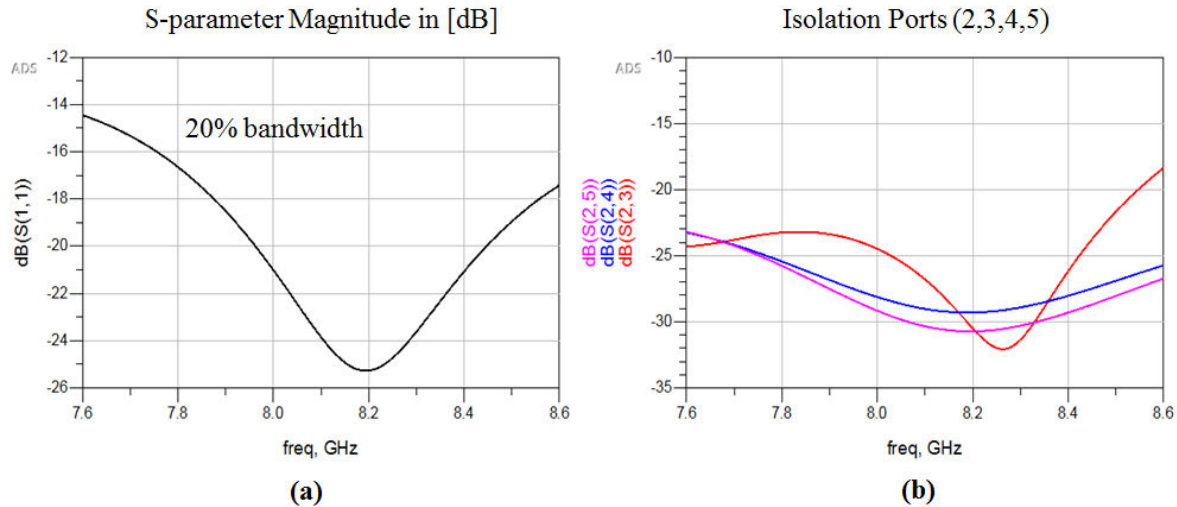 S-parameter Magnitude in [dB]
Isolation Ports (2,3,4,5)
ADS
-12
-14
-16
-18
-20
-22
-24
-26
dB(S(1,1))
20% bandwidth
7.6
7.8
8.0
8.2
8.4
8.6
freq, GHz
(a)
ADS
-10
-15
-20
-25
-30
-35
dB(S(2,5))
dB(S(2,4))
dB(S(2,3))
7.6
7.8
8.0
8.2
8.4
8.6
freq, GHz
(b)